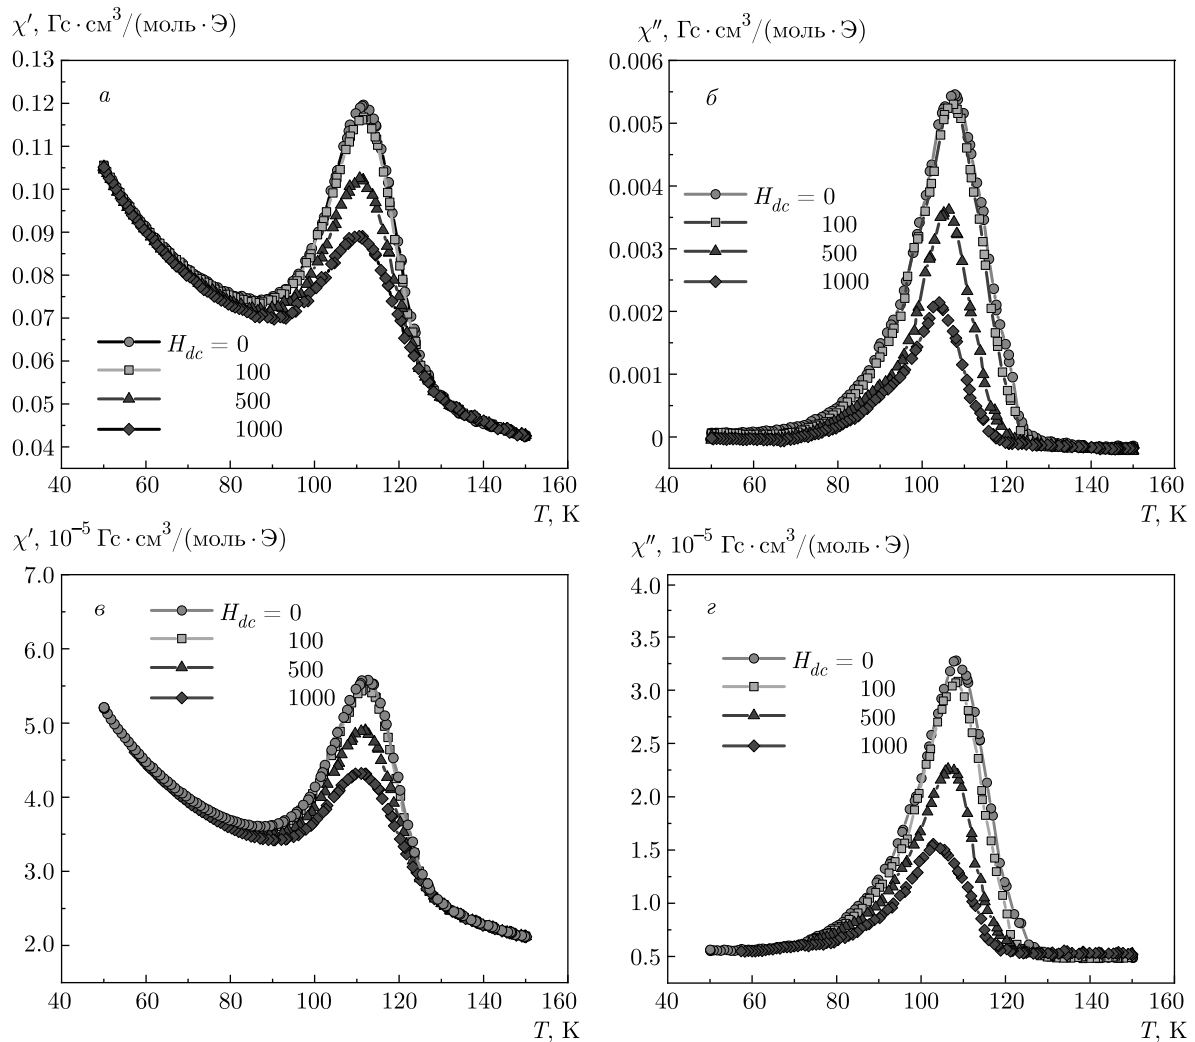 χ′, Гс·см³/(моль·Э)
0.13
0.12
0.11
0.10
0.09
0.08
0.07
0.06
0.05
0.04
а
H_dc = 0
100
500
1000
40 60 80 100 120 140 160
T, K
χ″, Гс·см³/(моль·Э)
0.006
0.005
0.004
0.003
0.002
0.001
0
б
H_dc = 0
100
500
1000
40 60 80 100 120 140 160
T, K
χ′, 10⁻⁵ Гс·см³/(моль·Э)
7.0
6.0
5.0
4.0
3.0
2.0
в
H_dc = 0
100
500
1000
40 60 80 100 120 140 160
T, K
χ″, 10⁻⁵ Гс·см³/(моль·Э)
4.0
3.5
3.0
2.5
2.0
1.5
1.0
0.5
г
H_dc = 0
100
500
1000
40 60 80 100 120 140 160
T, K